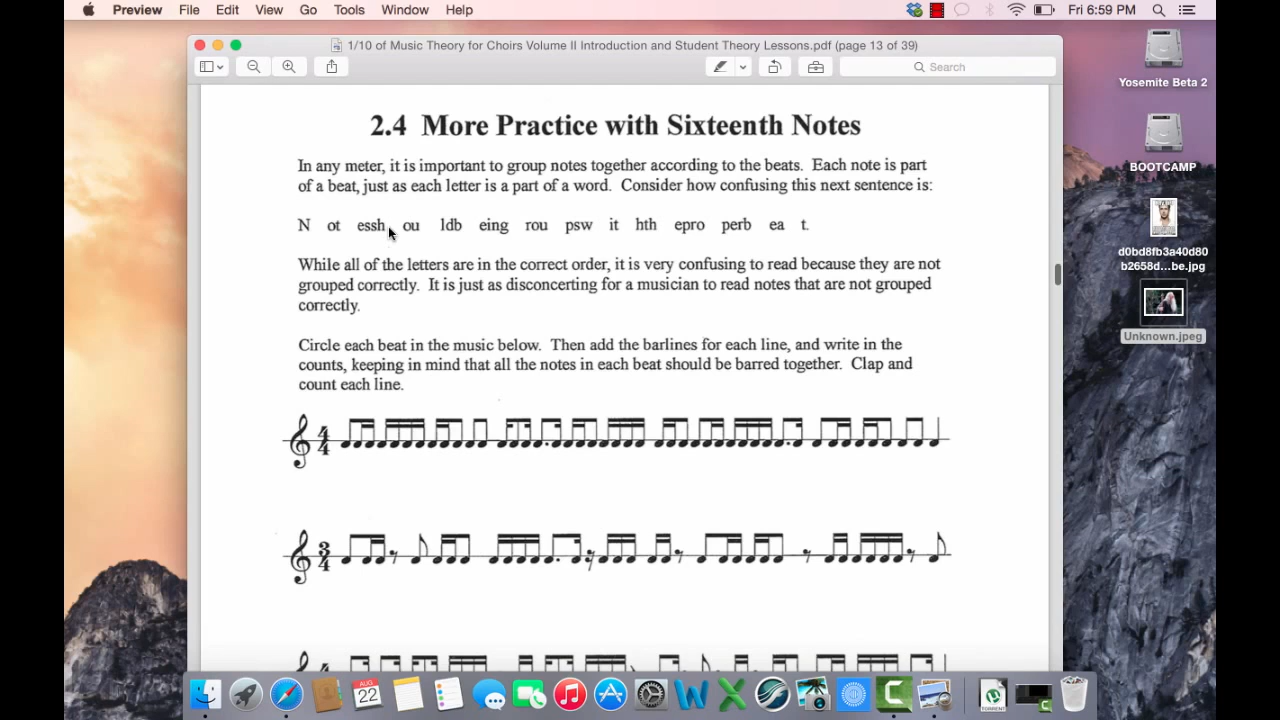 Preview File Edit View Go Tools Window Help Fri 6:59 PM
1/10 of Music Theory for Choirs Volume II Introduction and Student Theory Lessons.pdf (page 13 of 39)
Search
Yosemite Beta 2
BOOTCAMP
d0bd8fb3a40d80
b2658d...be.jpg
Unknown.jpeg
2.4 More Practice with Sixteenth Notes
In any meter, it is important to group notes together according to the beats. Each note is part
of a beat, just as each letter is a part of a word. Consider how confusing this next sentence is:
N ot essh ou ldb eing rou psw it hth epro perb ea t.
While all of the letters are in the correct order, it is very confusing to read because they are not
grouped correctly. It is just as disconcerting for a musician to read notes that are not grouped
correctly.
Circle each beat in the music below. Then add the barlines for each line, and write in the
counts, keeping in mind that all the notes in each beat should be barred together. Clap and
count each line.
4
4
3
4
4
AUG
22
TORRENT